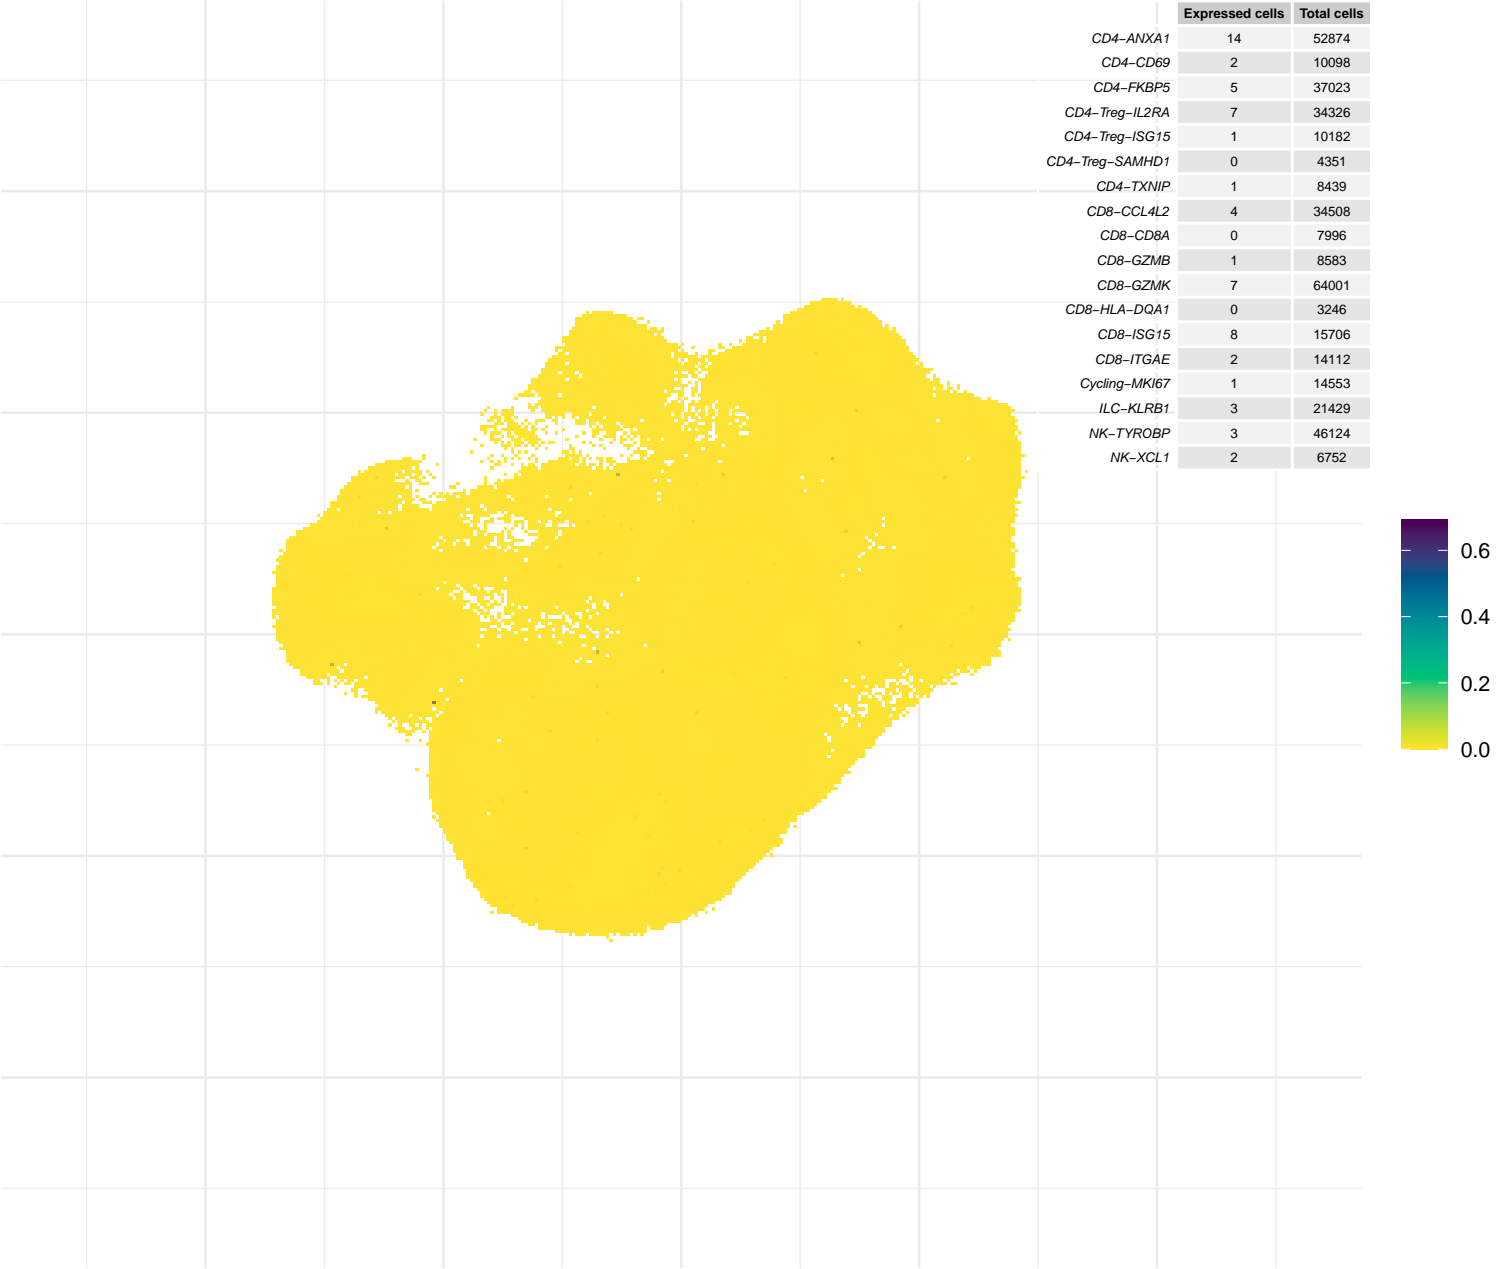 Expressed cells Total cells
CD4−ANXA1 14 52874
CD4−CD69 2 10098
CD4−FKBP5 5 37023
CD4−Treg−IL2RA 7 34326
CD4−Treg−ISG15 1 10182
CD4−Treg−SAMHD1 0 4351
CD4−TXNIP 1 8439
CD8−CCL4L2 4 34508
CD8−CD8A 0 7996
CD8−GZMB 1 8583
CD8−GZMK 7 64001
CD8−HLA−DQA1 0 3246
CD8−ISG15 8 15706
CD8−ITGAE 2 14112
Cycling−MKI67 1 14553
ILC−KLRB1 3 21429
NK−TYROBP 3 46124
NK−XCL1 2 6752
0.6
0.4
0.2
0.0